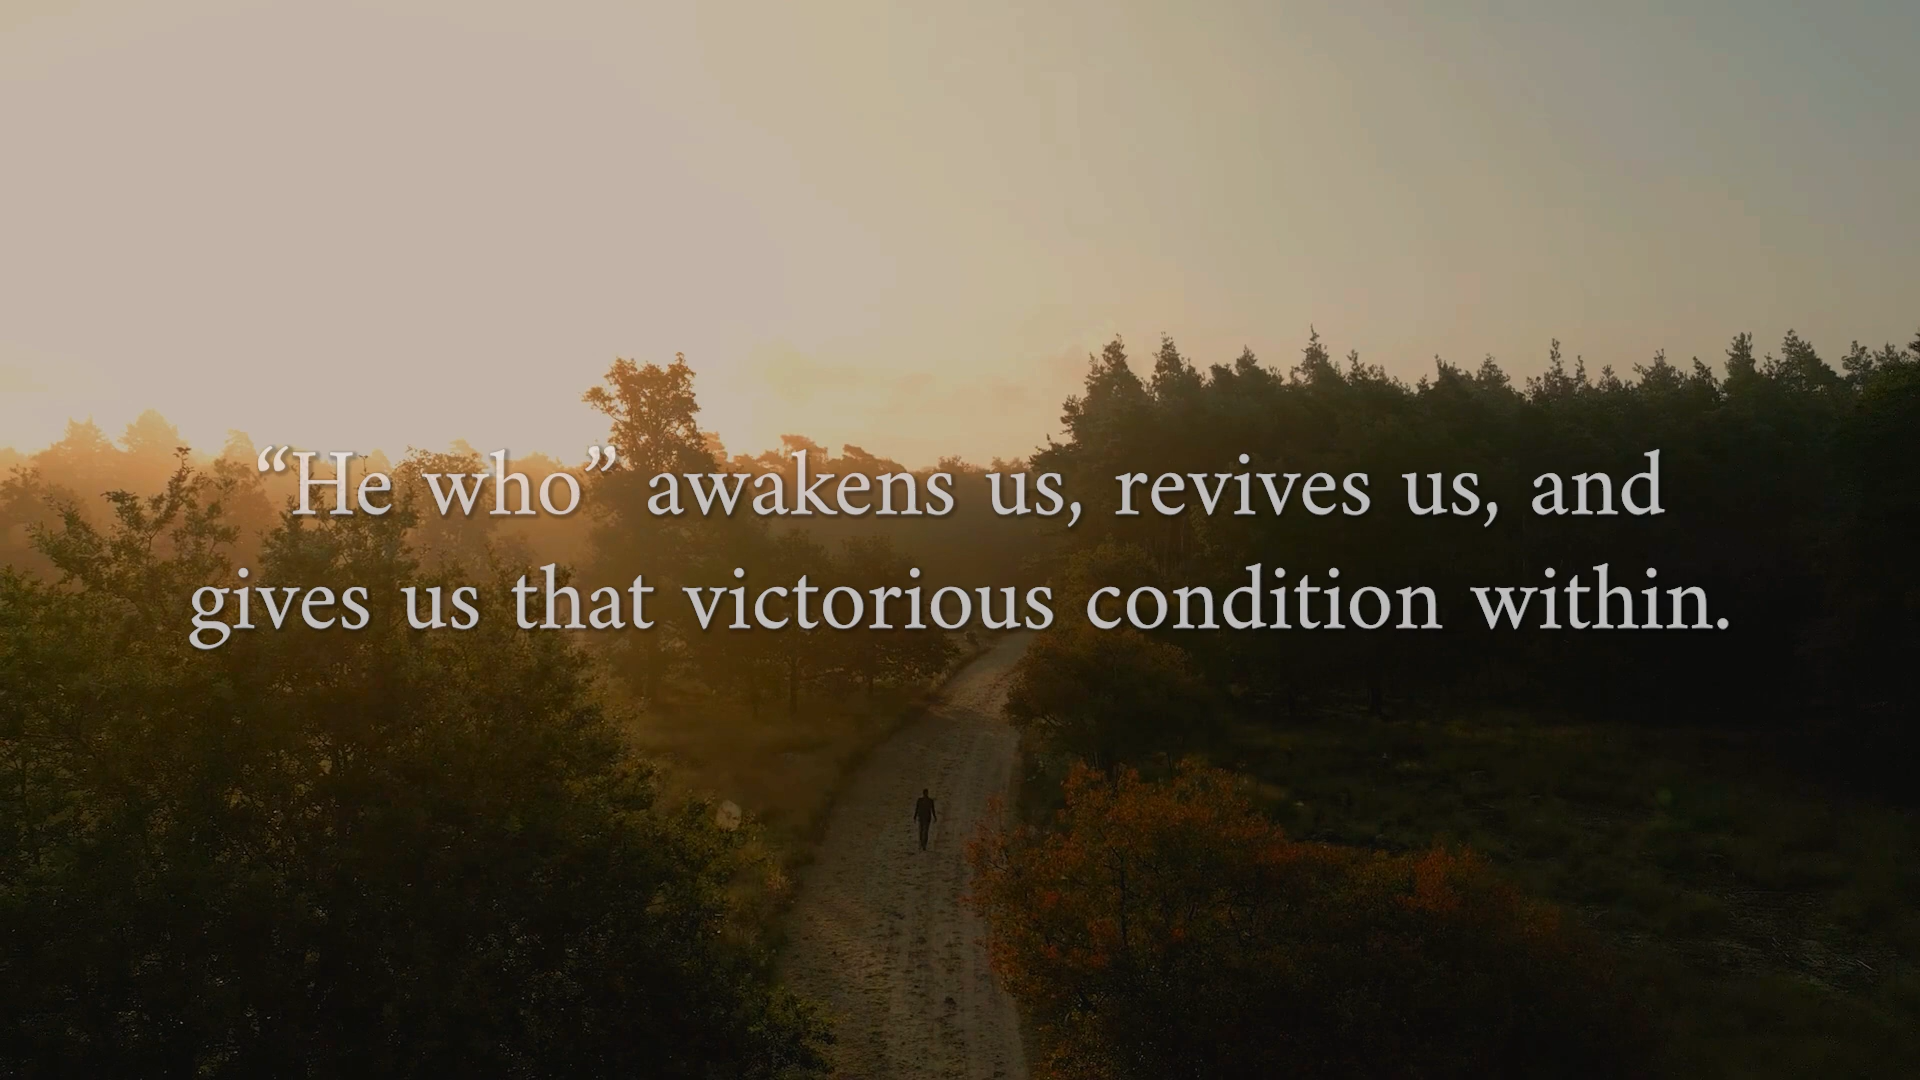 “He who” awakens us, revives us, and
gives us that victorious condition within.